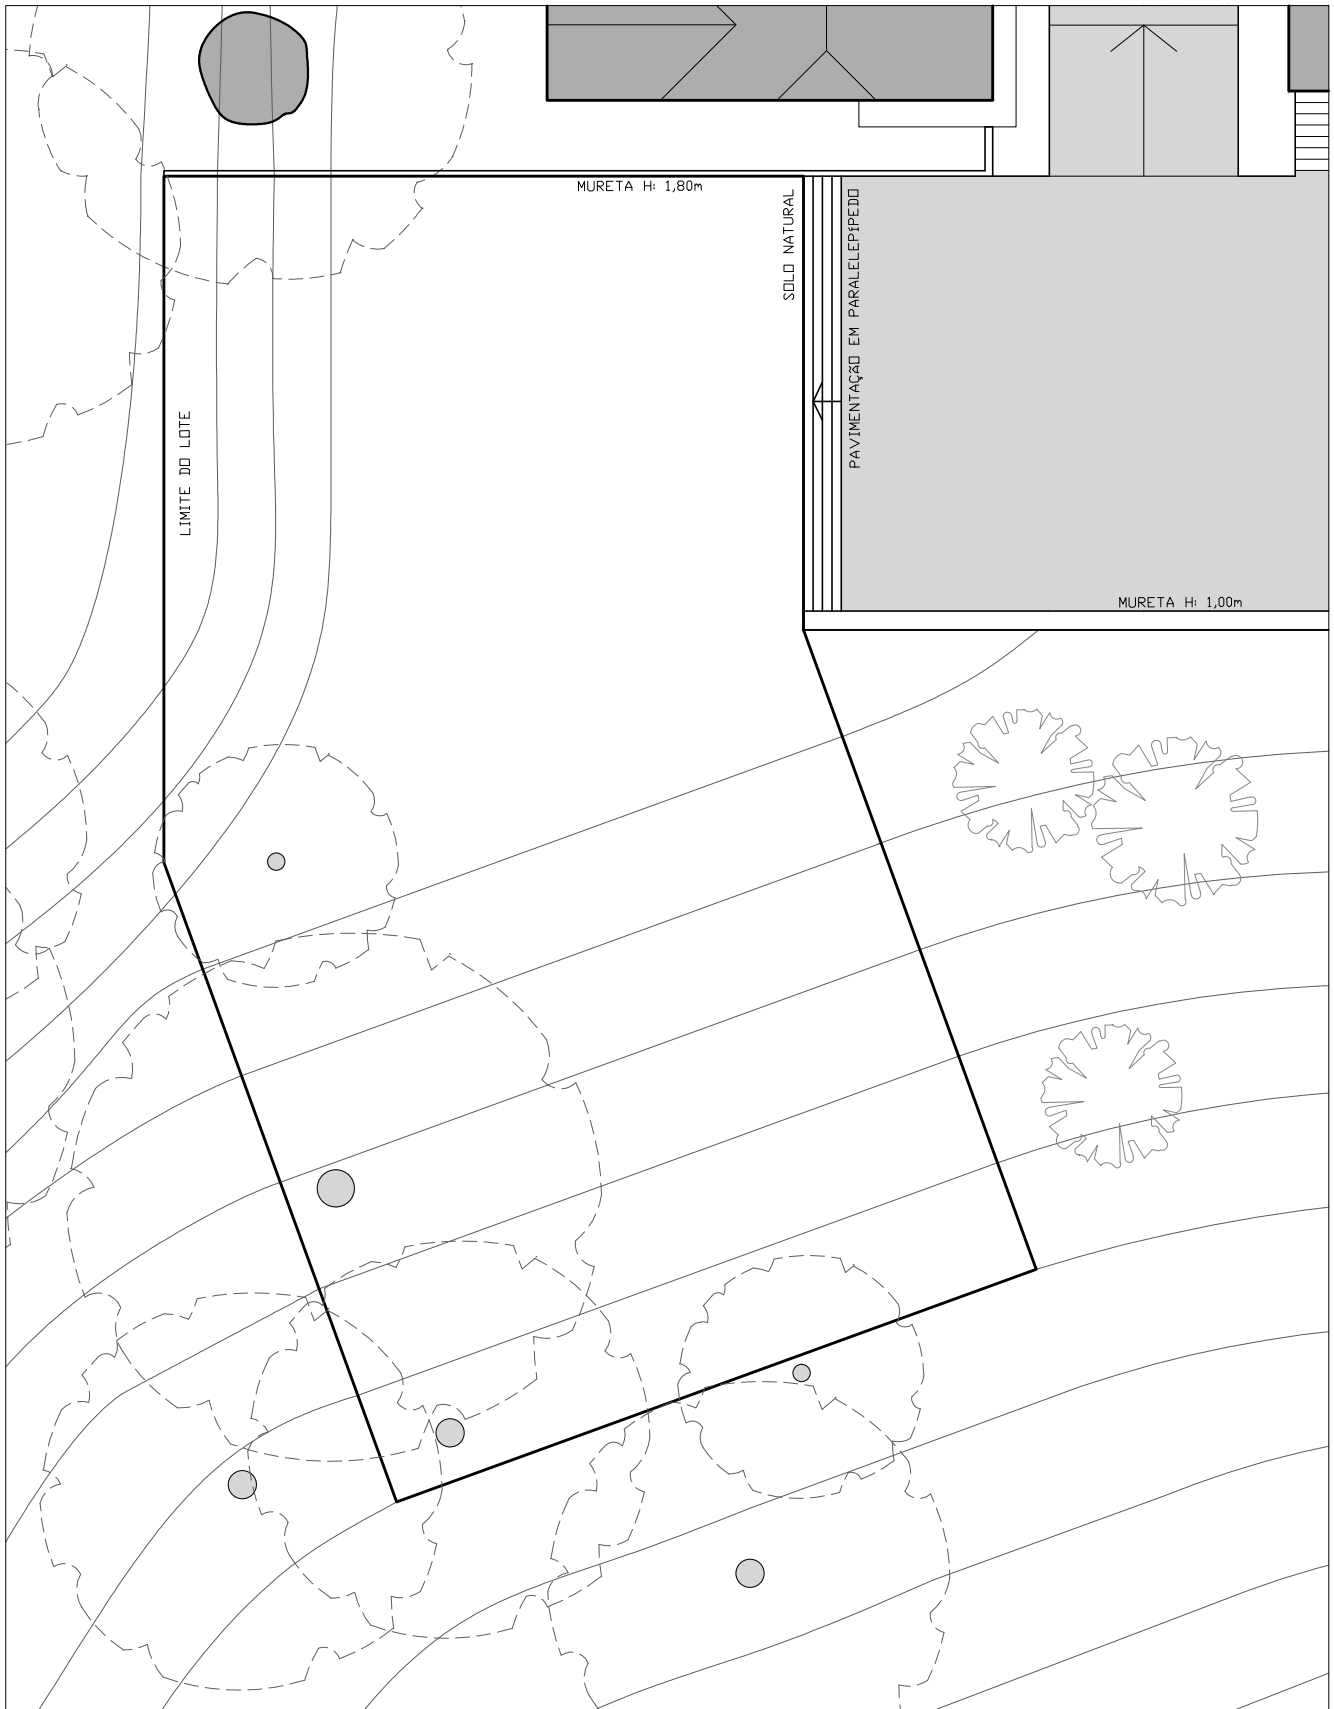 MURETA H: 1,80m
SOLO NATURAL
PAVIMENTAÇÃO EM PARALELEPÍPEDO
LIMITE DO LOTE
MURETA H: 1,00m